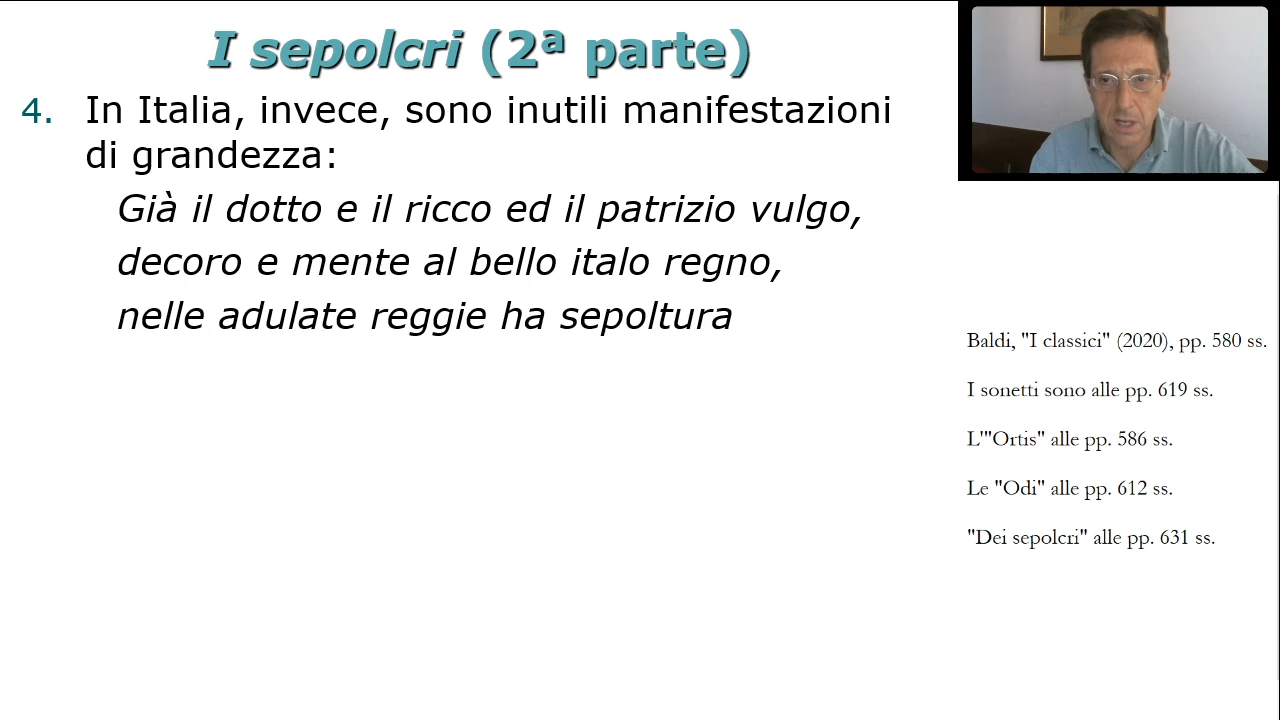 I sepolcri (2ª parte)
4. In Italia, invece, sono inutili manifestazioni
di grandezza:
Già il dotto e il ricco ed il patrizio vulgo,
decoro e mente al bello italo regno,
nelle adulate reggie ha sepoltura
Baldi, "I classici" (2020), pp. 580 ss.
I sonetti sono alle pp. 619 ss.
L'"Ortis" alle pp. 586 ss.
Le "Odi" alle pp. 612 ss.
"Dei sepolcri" alle pp. 631 ss.